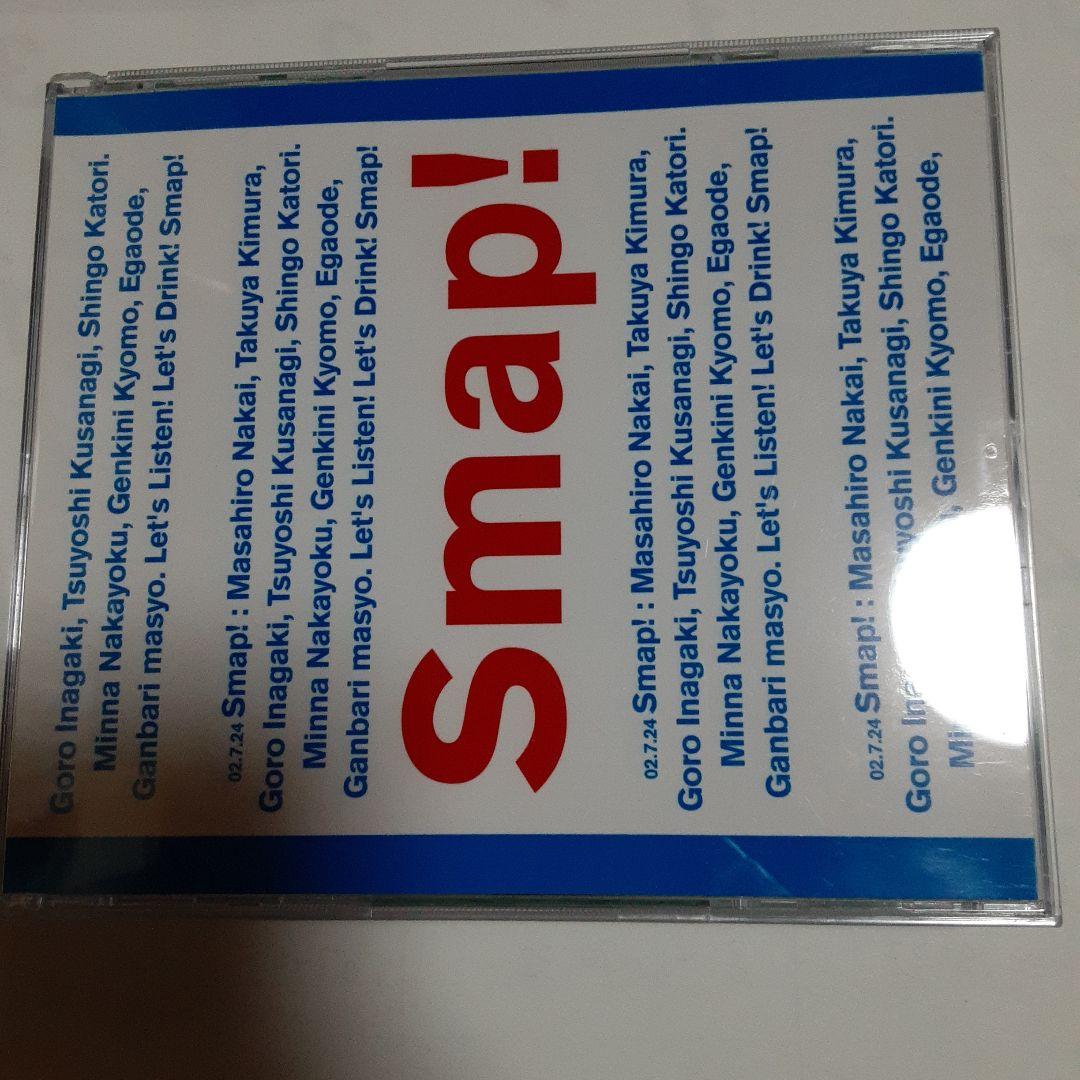 Goro Inagaki, Tsuyoshi Kusanagi, Shingo Katori.
Minna Nakayoku, Genkini Kyomo, Egaode,
Ganbari masyo. Let's Listen! Let's Drink! Smap!
02.7.24 Smap! : Masahiro Nakai, Takuya Kimura,
Goro Inagaki, Tsuyoshi Kusanagi, Shingo Katori.
Minna Nakayoku, Genkini Kyomo, Egaode,
Ganbari masyo. Let's Listen! Let's Drink! Smap!
Smap!
02.7.24 Smap! : Masahiro Nakai, Takuya Kimura,
Goro Inagaki, Tsuyoshi Kusanagi, Shingo Katori.
Minna Nakayoku, Genkini Kyomo, Egaode,
Ganbari masyo. Let's Listen! Let's Drink! Smap!
02.7.24 Smap! : Masahiro Nakai, Takuya Kimura,
Goro Kusanagi, Shingo Katori.
Genkini Kyomo, Egaode,